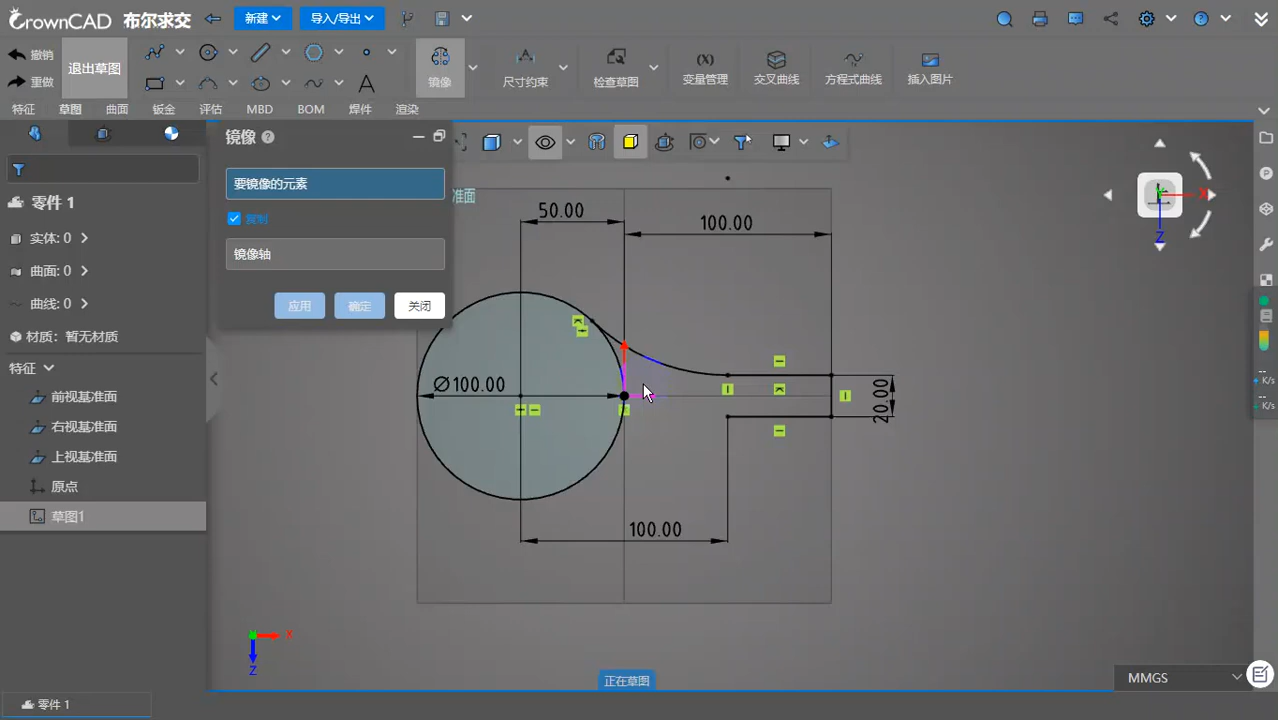 CrownCAD 布尔求交
新建
导入/导出
撤销
重做
退出草图
镜像
尺寸约束
检查草图
变量管理
交叉曲线
方程式曲线
插入图片
特征
草图
曲面
钣金
评估
MBD
BOM
焊件
渲染
镜像
要镜像的元素
复制
镜像轴
应用
确定
关闭
准面
零件 1
实体: 0
曲面: 0
曲线: 0
材质: 暂无材质
特征
前视基准面
右视基准面
上视基准面
原点
草图1
50.00
100.00
Ø100.00
20.00
100.00
X
Z
X
Z
-- K/s
-- K/s
正在草图
MMGS
零件 1